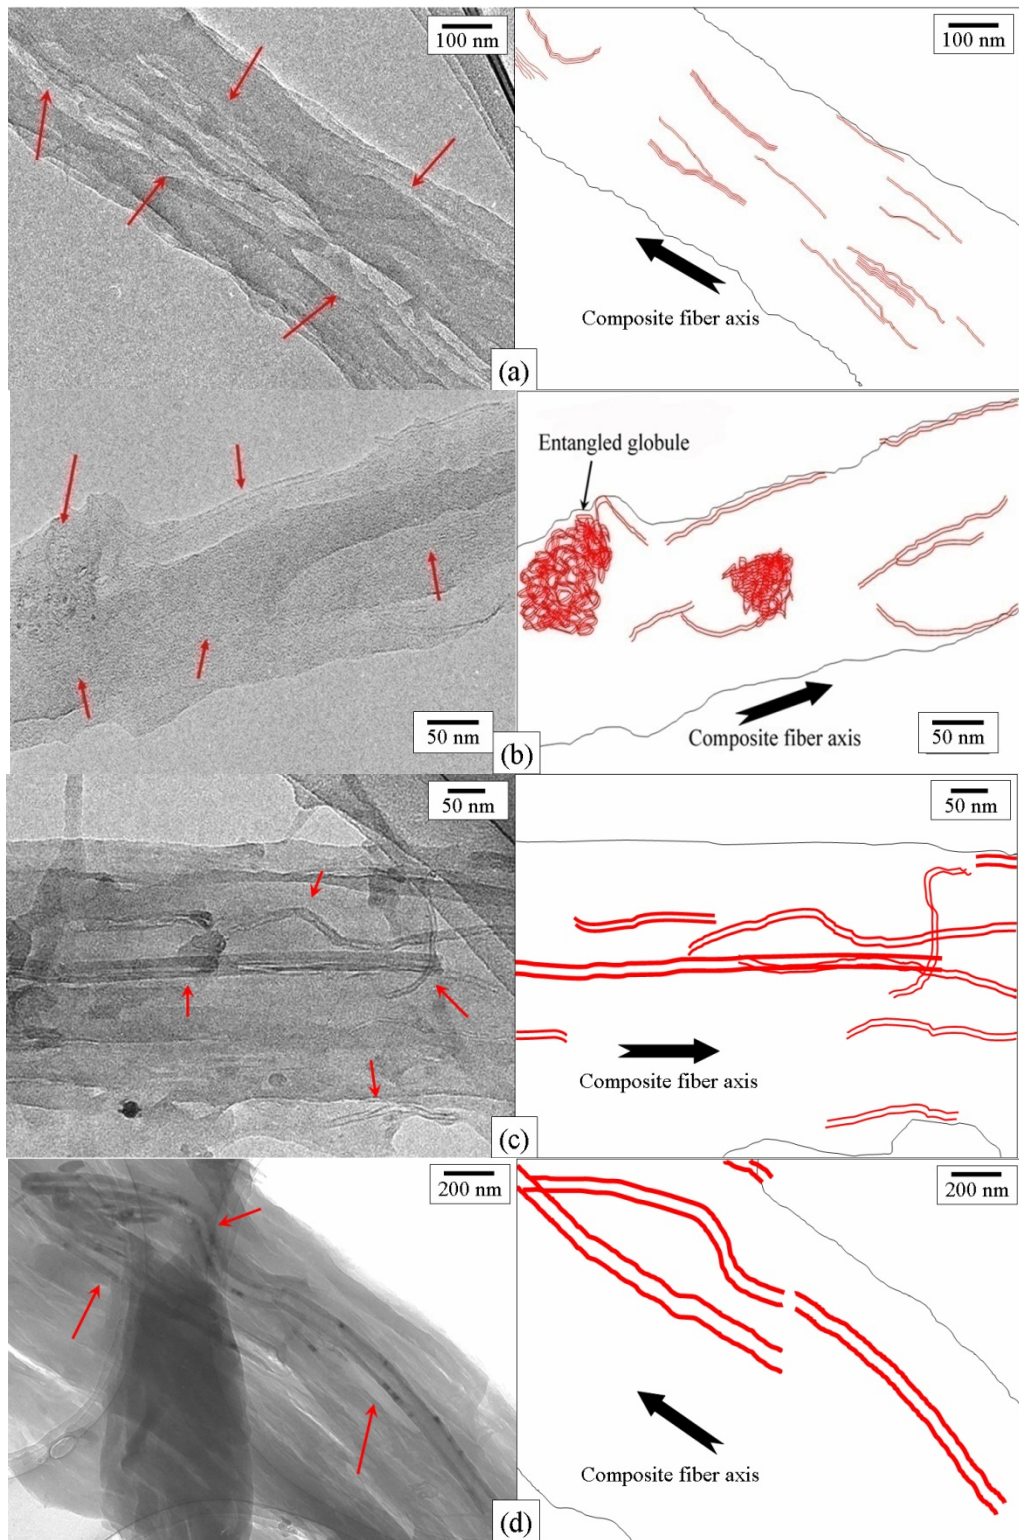 100 nm
100 nm
Composite fiber axis
(a)
Entangled globule
50 nm
Composite fiber axis
50 nm
(b)
50 nm
50 nm
Composite fiber axis
(c)
200 nm
200 nm
Composite fiber axis
(d)